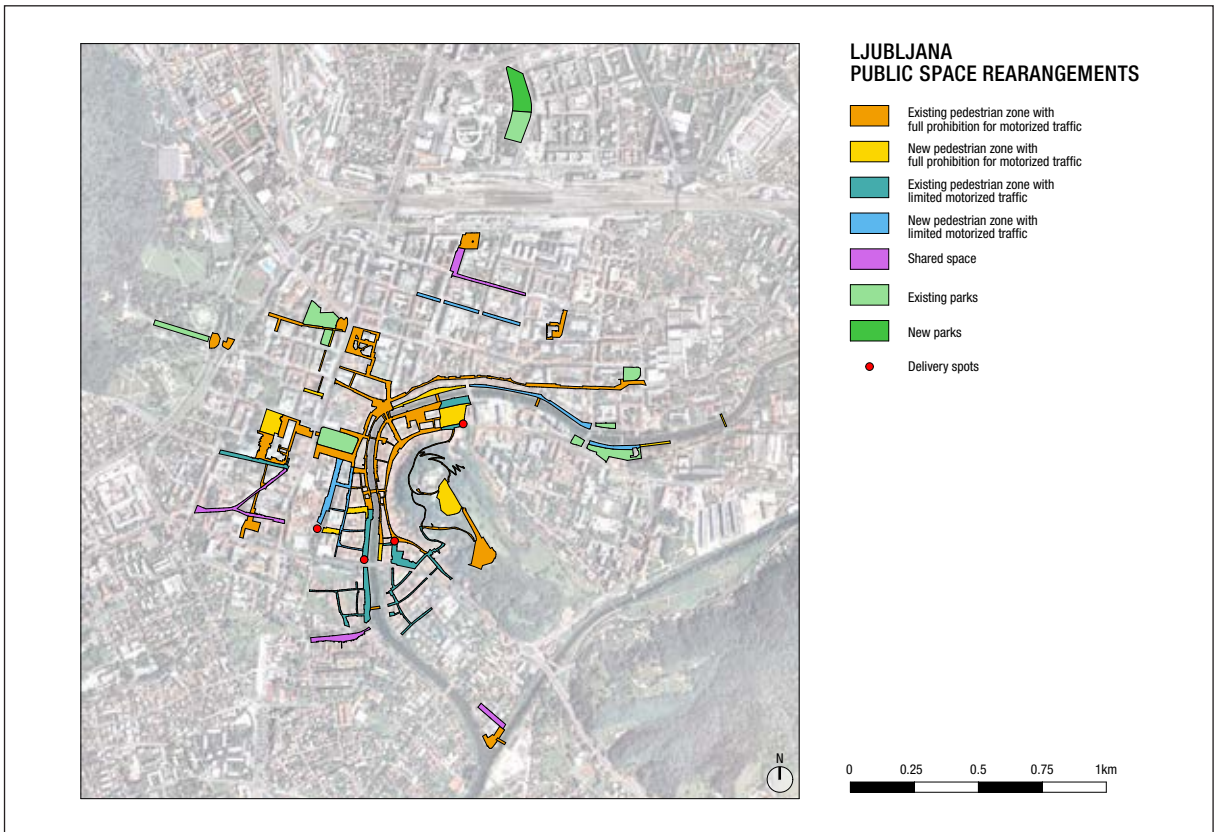 LJUBLJANA
PUBLIC SPACE REARANGEMENTS
Existing pedestrian zone with
full prohibition for motorized traffic
New pedestrian zone with
full prohibition for motorized traffic
Existing pedestrian zone with
limited motorized traffic
New pedestrian zone with
limited motorized traffic
Shared space
Existing parks
New parks
Delivery spots
N
0 0.25 0.5 0.75 1km